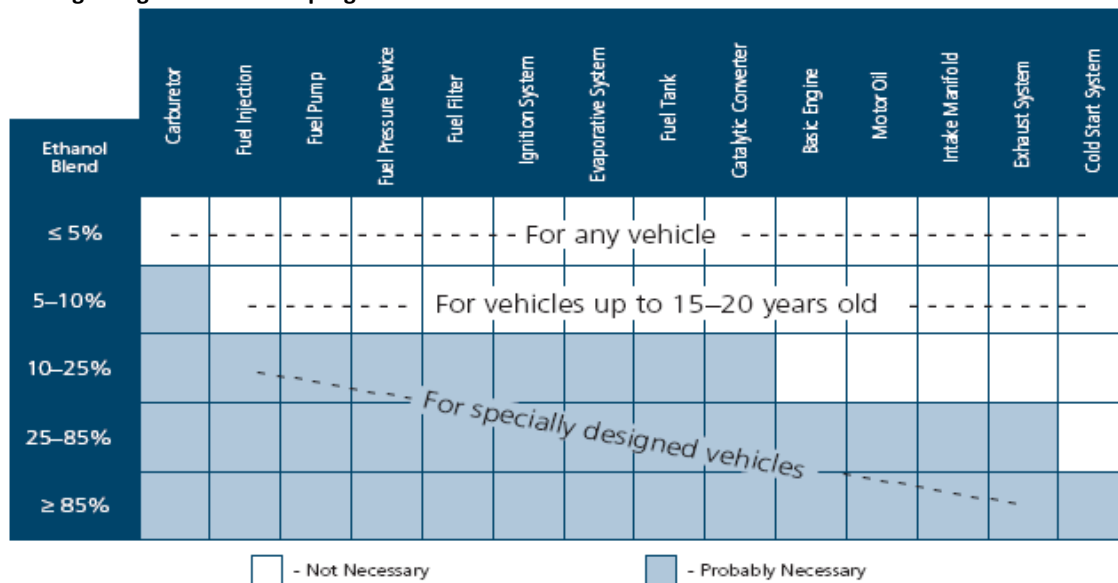 Ethanol Blend
Carburetor
Fuel Injection
Fuel Pump
Fuel Pressure Device
Fuel Filter
Ignition System
Evaporative System
Fuel Tank
Catalytic Converter
Basic Engine
Motor Oil
Intake Manifold
Exhaust System
Cold Start System
≤ 5%
For any vehicle
5–10%
For vehicles up to 15–20 years old
10–25%
For specially designed vehicles
25–85%
≥ 85%
- Not Necessary
- Probably Necessary